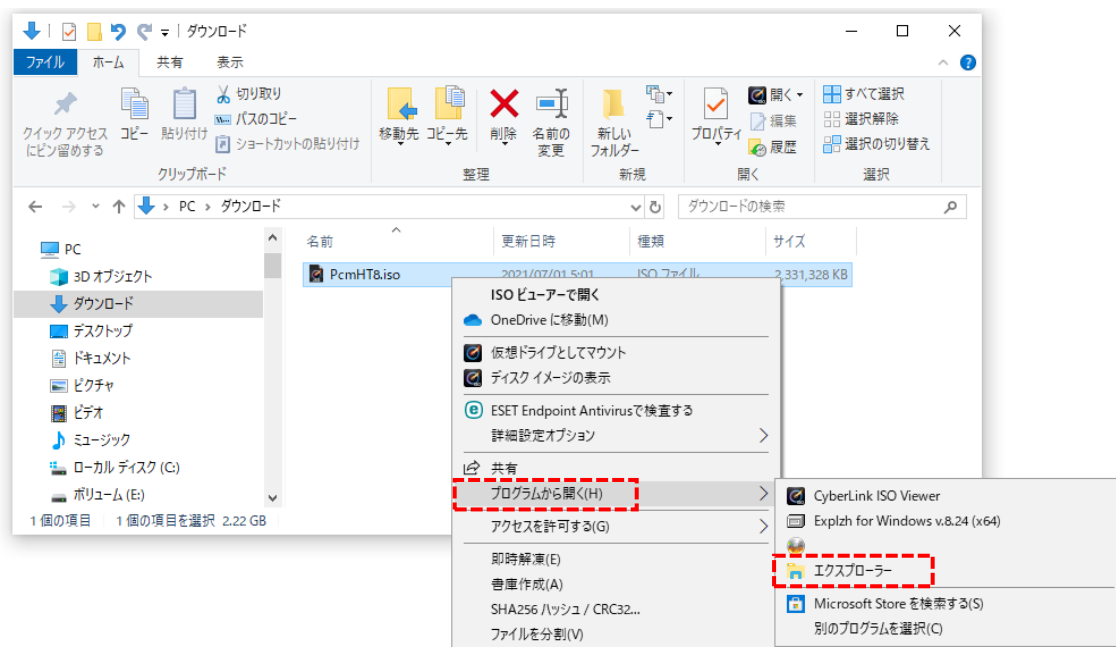 ダウンロード
ファイル ホーム 共有 表示
クイック アクセス
にピン留めする
コピー
貼り付け
切り取り
パスのコピー
ショートカットの貼り付け
クリップボード
移動先
コピー先
削除
名前の
変更
整理
新しい
フォルダー
新規
プロパティ
開く
編集
履歴
開く
すべて選択
選択解除
選択の切り替え
選択
PC › ダウンロード
ダウンロードの検索
PC
3D オブジェクト
ダウンロード
デスクトップ
ドキュメント
ピクチャ
ビデオ
ミュージック
ローカル ディスク (C:)
ボリューム (E:)
名前 更新日時 種類 サイズ
PcmHT8.iso 2021/07/01 5:01 ISO ファイル 2,331,328 KB
ISO ビューアーで開く
OneDrive に移動(M)
仮想ドライブとしてマウント
ディスク イメージの表示
ESET Endpoint Antivirusで検査する
詳細設定オプション
共有
プログラムから開く(H)
アクセスを許可する(G)
即時解凍(E)
書庫作成(A)
SHA256 ハッシュ / CRC32...
ファイルを分割(V)
CyberLink ISO Viewer
Explzh for Windows v.8.24 (x64)
エクスプローラー
Microsoft Store を検索する(S)
別のプログラムを選択(C)
1 個の項目 1 個の項目を選択 2.22 GB